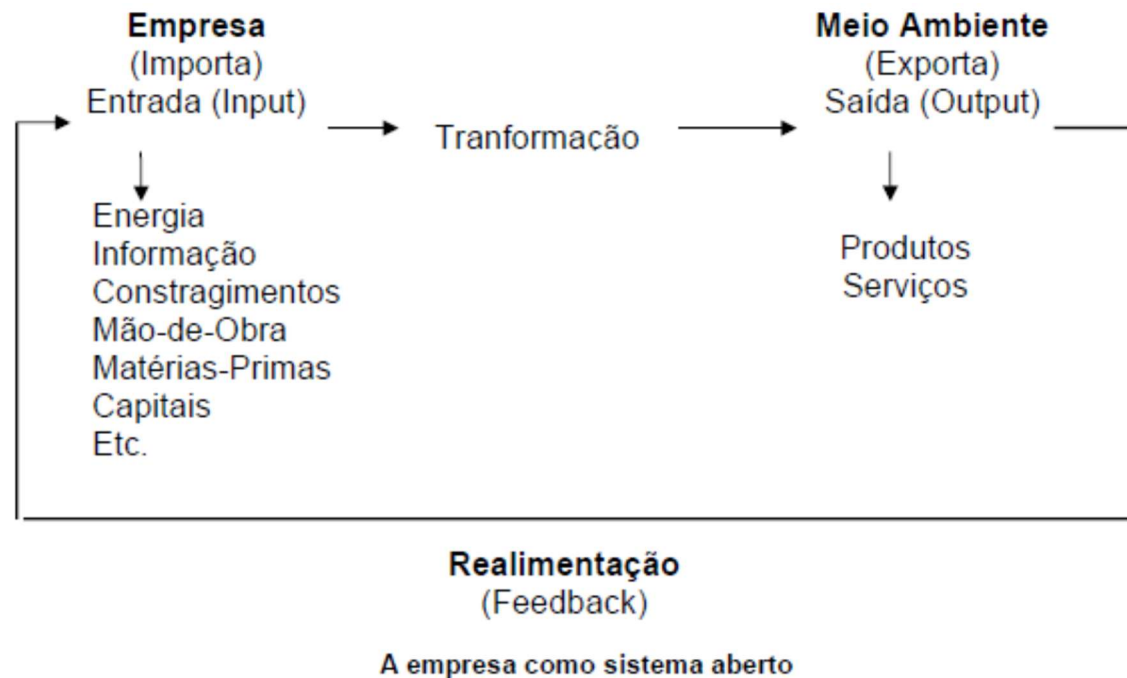 Empresa
(Importa)
Entrada (Input)
Tranformação
Meio Ambiente
(Exporta)
Saída (Output)
Energia
Informação
Constragimentos
Mão-de-Obra
Matérias-Primas
Capitais
Etc.
Produtos
Serviços
Realimentação
(Feedback)
A empresa como sistema aberto